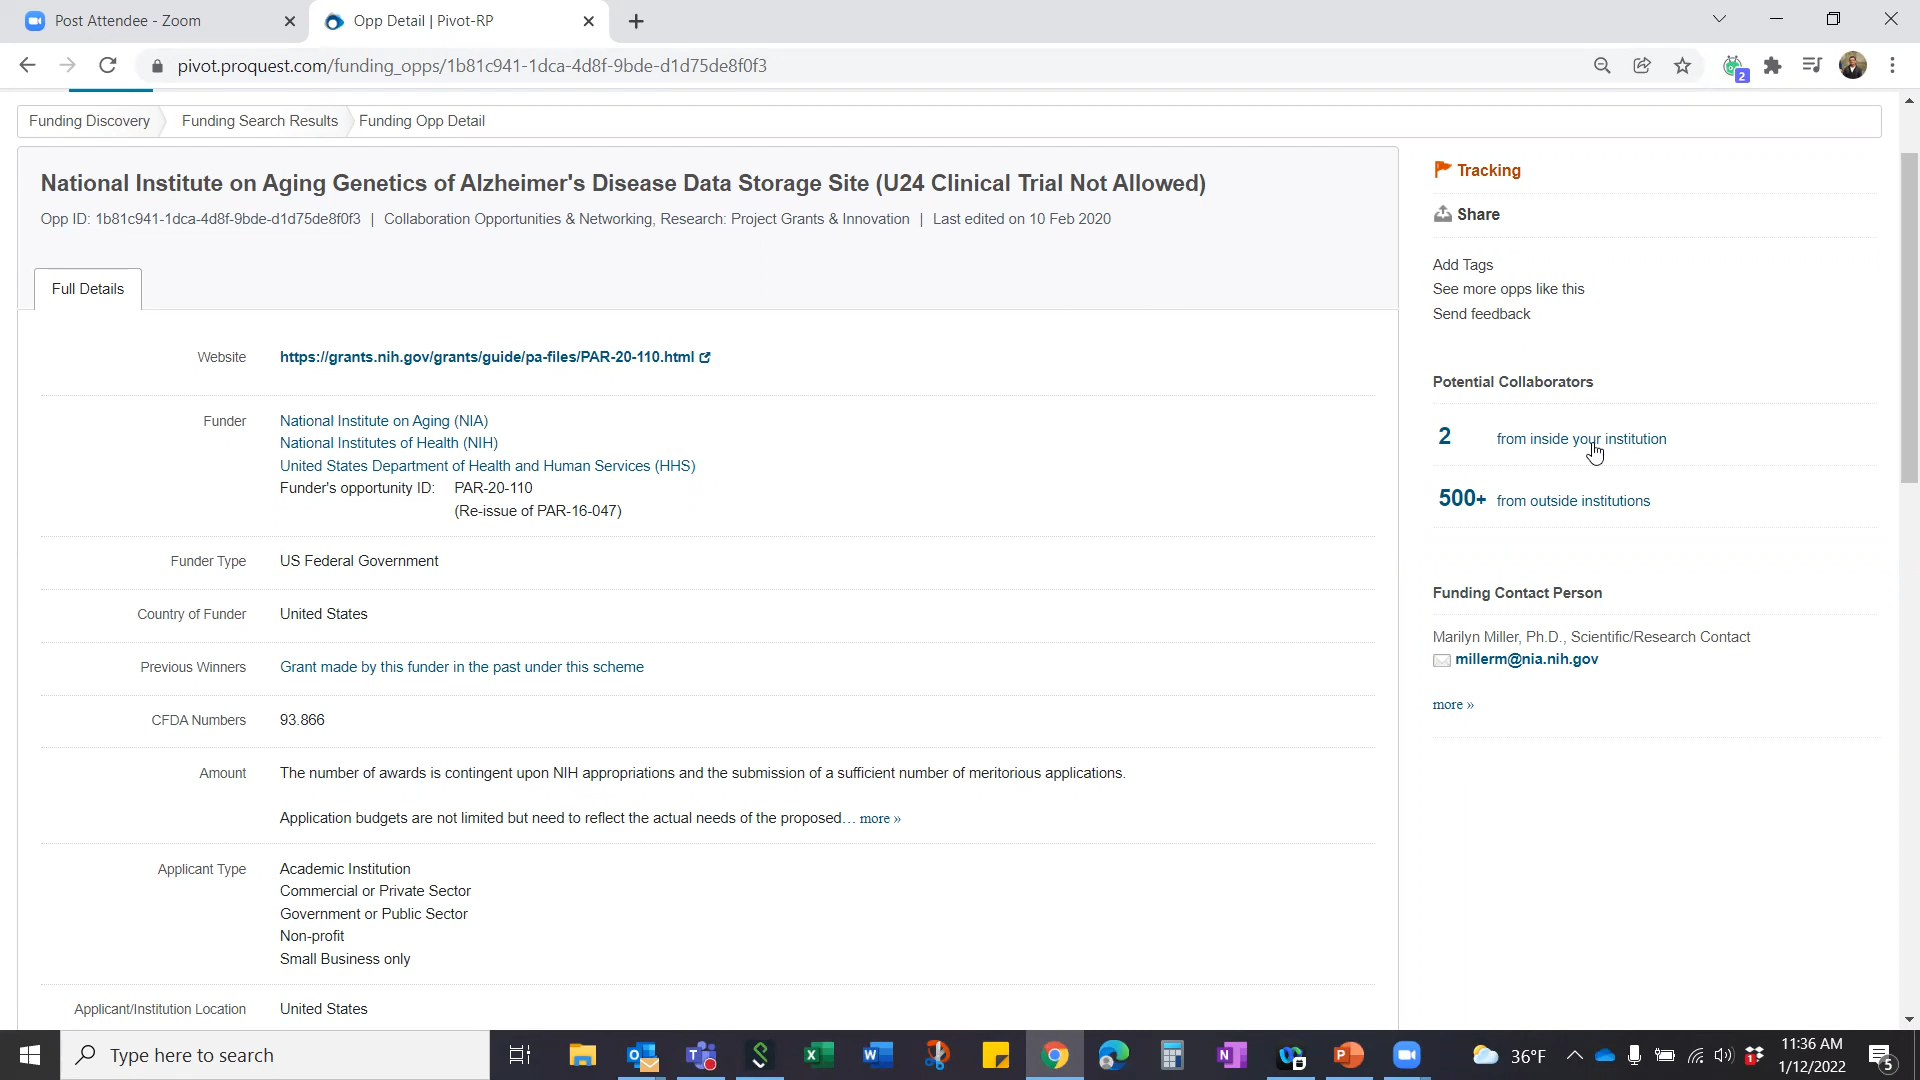 Post Attendee - Zoom
Opp Detail | Pivot-RP
pivot.proquest.com/funding_opps/1b81c941-1dca-4d8f-9bde-d1d75de8f0f3
2
Funding Discovery
Funding Search Results
Funding Opp Detail
National Institute on Aging Genetics of Alzheimer's Disease Data Storage Site (U24 Clinical Trial Not Allowed)
Opp ID: 1b81c941-1dca-4d8f-9bde-d1d75de8f0f3 | Collaboration Opportunities & Networking, Research: Project Grants & Innovation | Last edited on 10 Feb 2020
Full Details
Website
https://grants.nih.gov/grants/guide/pa-files/PAR-20-110.html
Funder
National Institute on Aging (NIA)
National Institutes of Health (NIH)
United States Department of Health and Human Services (HHS)
Funder's opportunity ID: PAR-20-110
(Re-issue of PAR-16-047)
Funder Type
US Federal Government
Country of Funder
United States
Previous Winners
Grant made by this funder in the past under this scheme
CFDA Numbers
93.866
Amount
The number of awards is contingent upon NIH appropriations and the submission of a sufficient number of meritorious applications.
Application budgets are not limited but need to reflect the actual needs of the proposed… more »
Applicant Type
Academic Institution
Commercial or Private Sector
Government or Public Sector
Non-profit
Small Business only
Applicant/Institution Location
United States
Tracking
Share
Add Tags
See more opps like this
Send feedback
Potential Collaborators
2 from inside your institution
500+ from outside institutions
Funding Contact Person
Marilyn Miller, Ph.D., Scientific/Research Contact
millerm@nia.nih.gov
more »
Type here to search
36°F
11:36 AM
1/12/2022
5